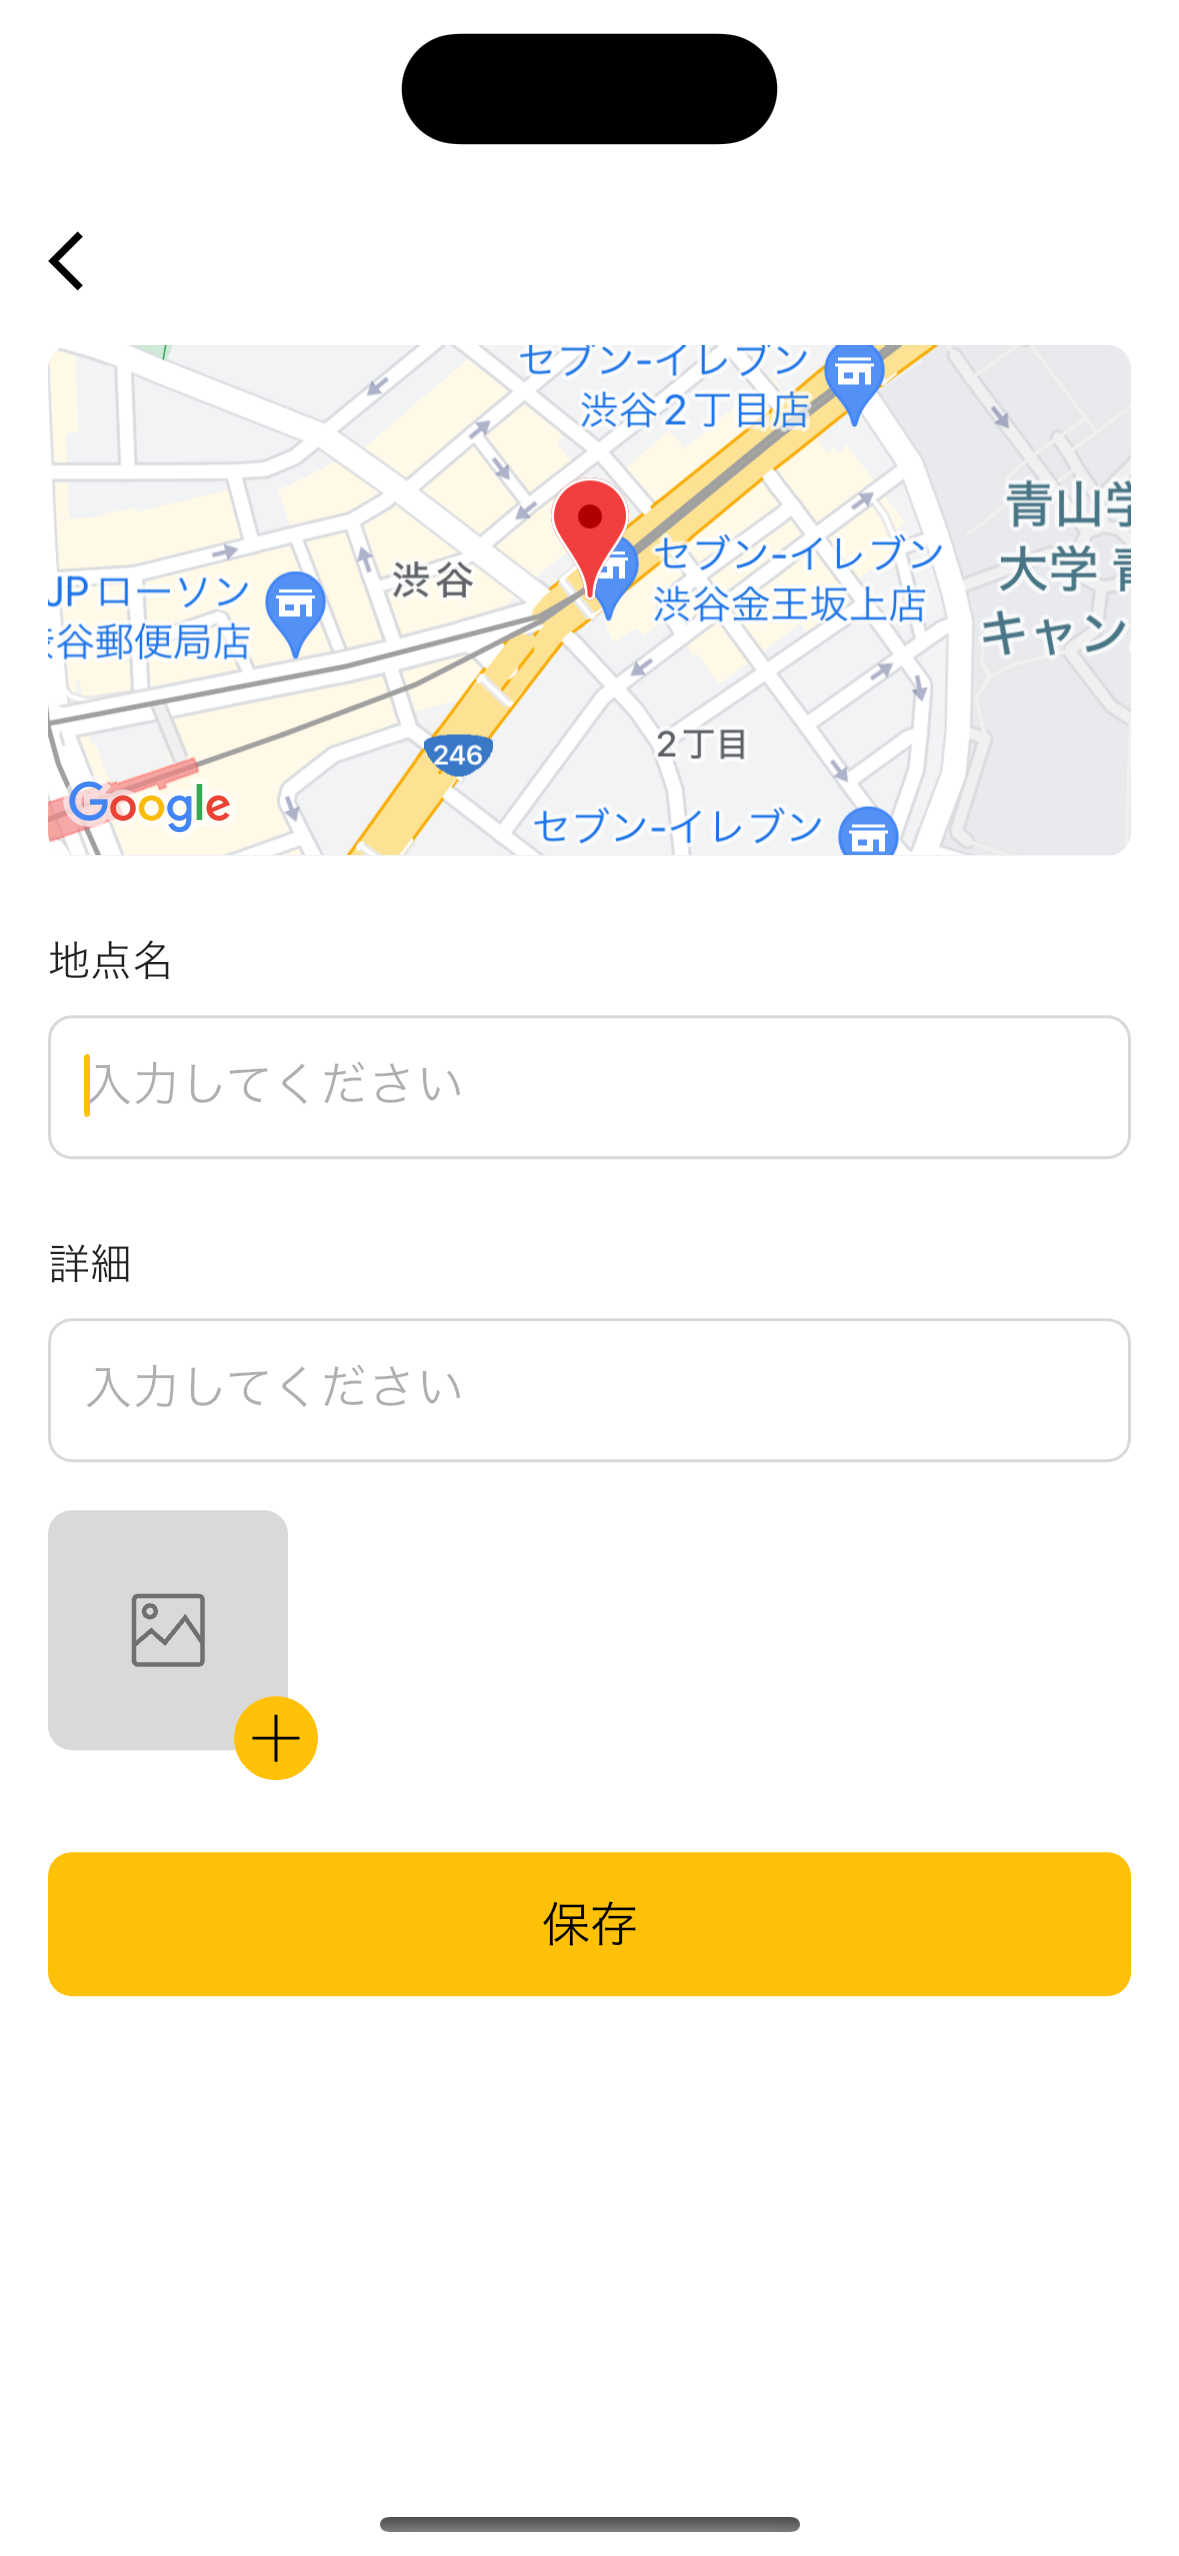 セブン-イレブン
渋谷2丁目店
青山学
大学 青
キャン
セブン-イレブン
渋谷金王坂上店
渋谷
JPローソン
渋谷郵便局店
246
2丁目
Google
セブン-イレブン
地点名
入力してください
詳細
入力してください
保存